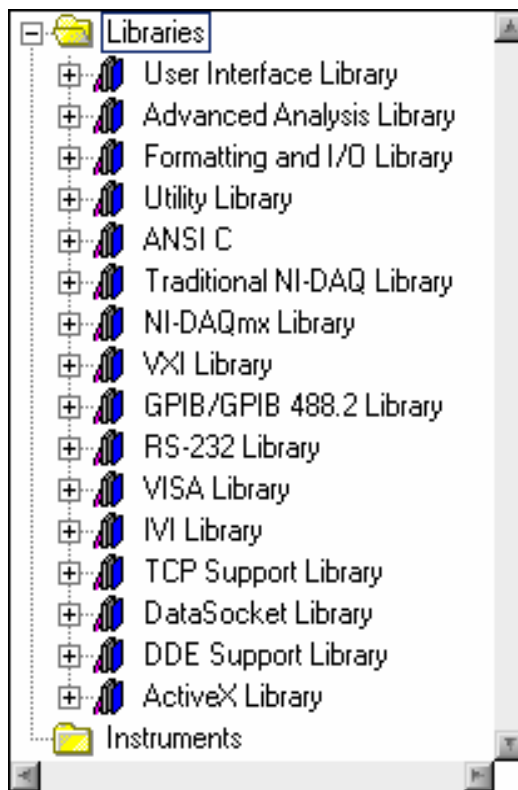 Libraries
User Interface Library
Advanced Analysis Library
Formatting and I/O Library
Utility Library
ANSI C
Traditional NI-DAQ Library
NI-DAQmx Library
VXI Library
GPIB/GPIB 488.2 Library
RS-232 Library
VISA Library
IVI Library
TCP Support Library
DataSocket Library
DDE Support Library
ActiveX Library
Instruments